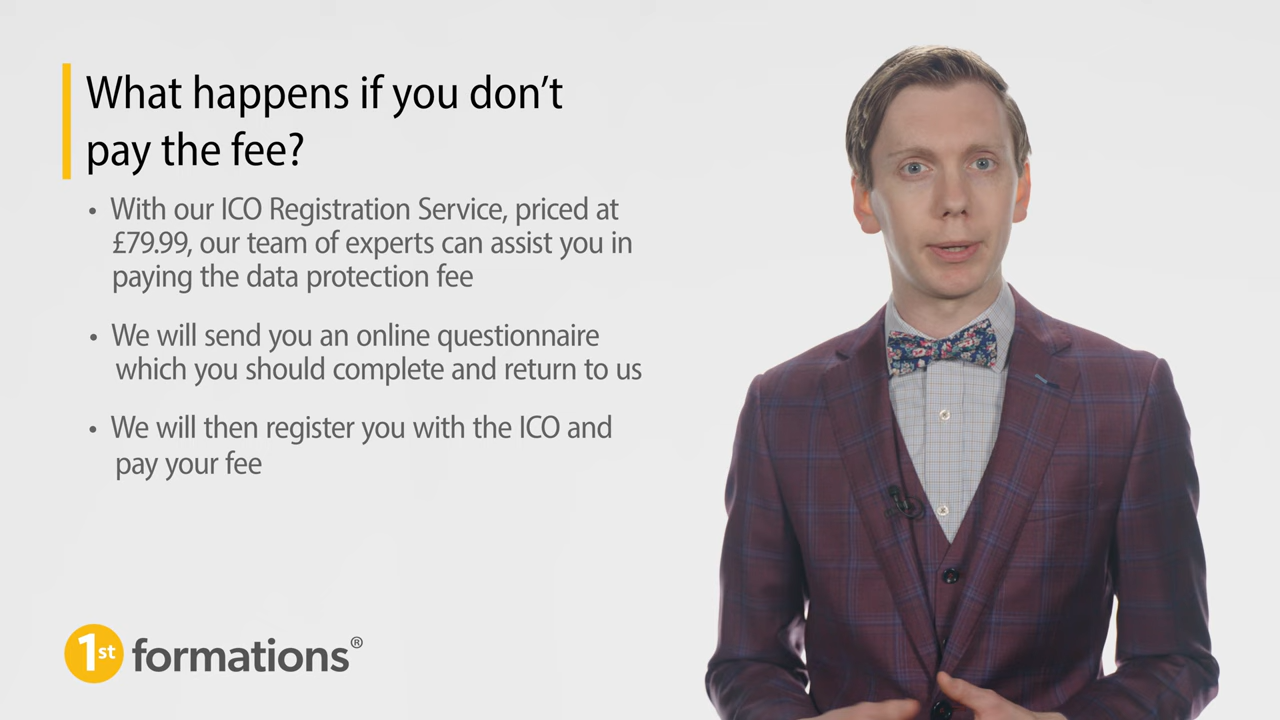 What happens if you don’t
pay the fee?
• With our ICO Registration Service, priced at
£79.99, our team of experts can assist you in
paying the data protection fee
• We will send you an online questionnaire
which you should complete and return to us
• We will then register you with the ICO and
pay your fee
1st formations®